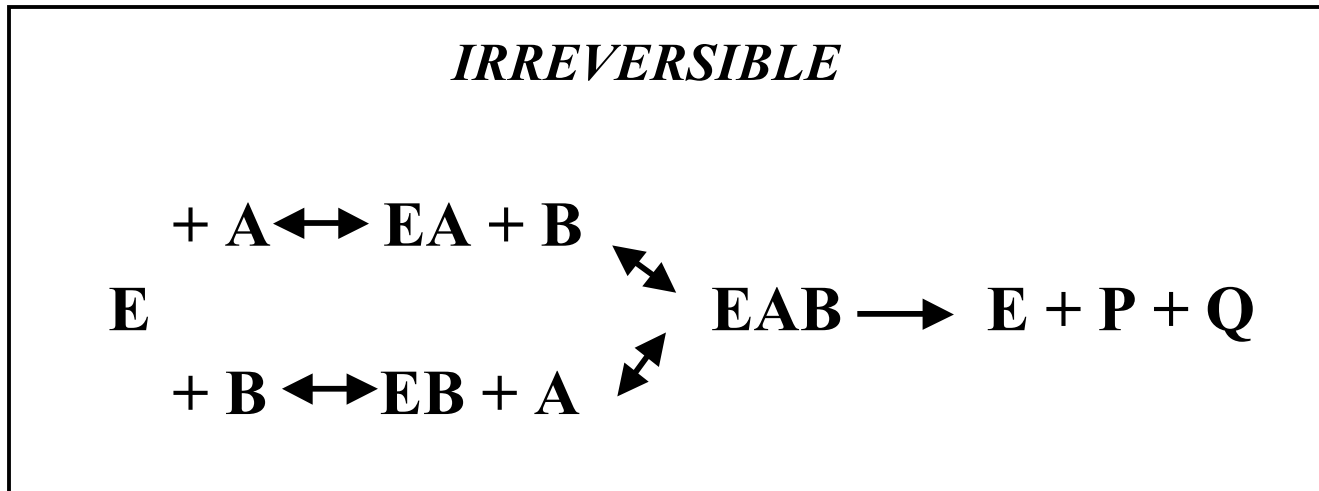 IRREVERSIBLE
+ A EA + B
E EAB E + P + Q
+ B EB + A